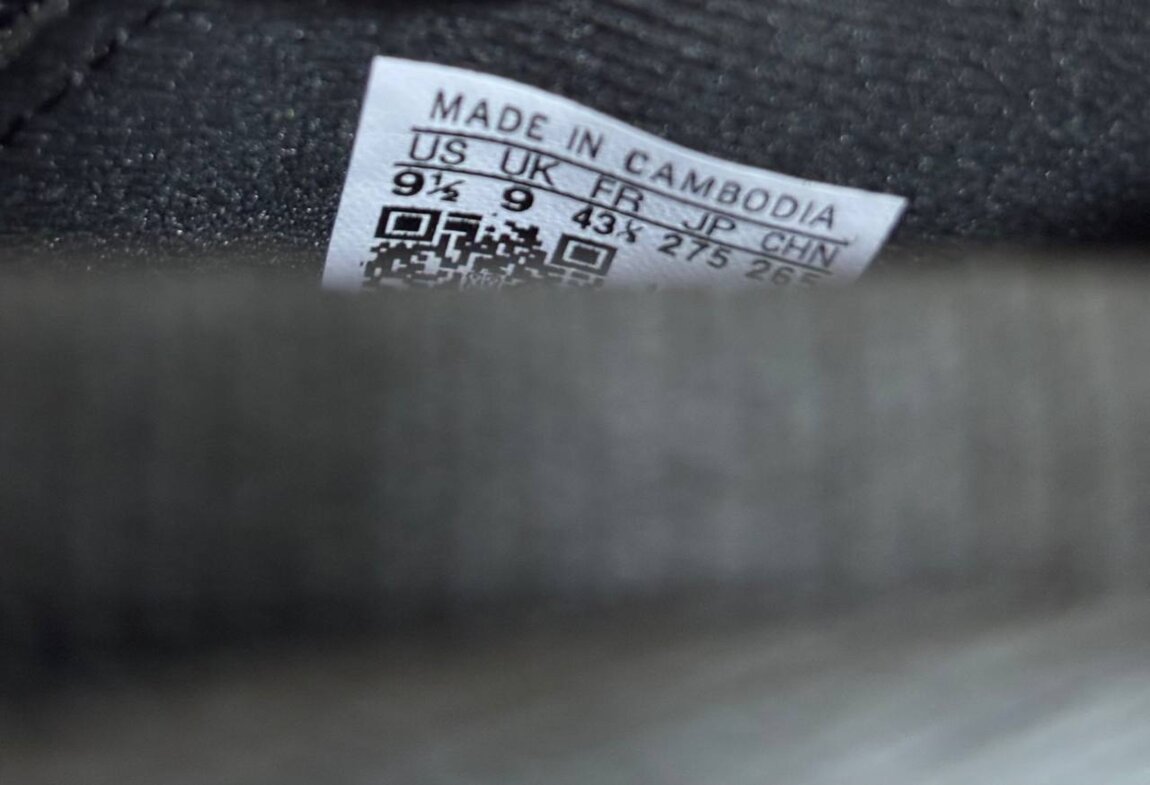 MADE IN CAMBODIA
US UK FR JP CHN
9½ 9 43⅓ 275 265